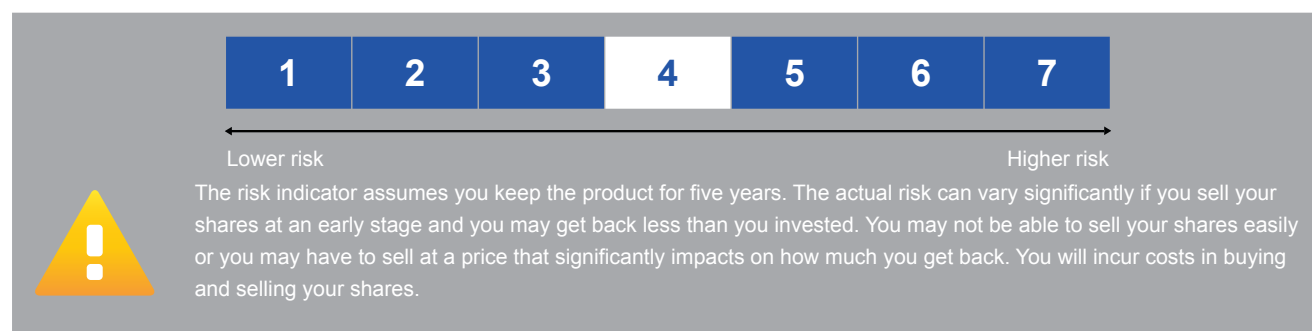 1 2 3 4 5 6 7
Lower risk Higher risk
The risk indicator assumes you keep the product for five years. The actual risk can vary significantly if you sell your
shares at an early stage and you may get back less than you invested. You may not be able to sell your shares easily
or you may have to sell at a price that significantly impacts on how much you get back. You will incur costs in buying
and selling your shares.